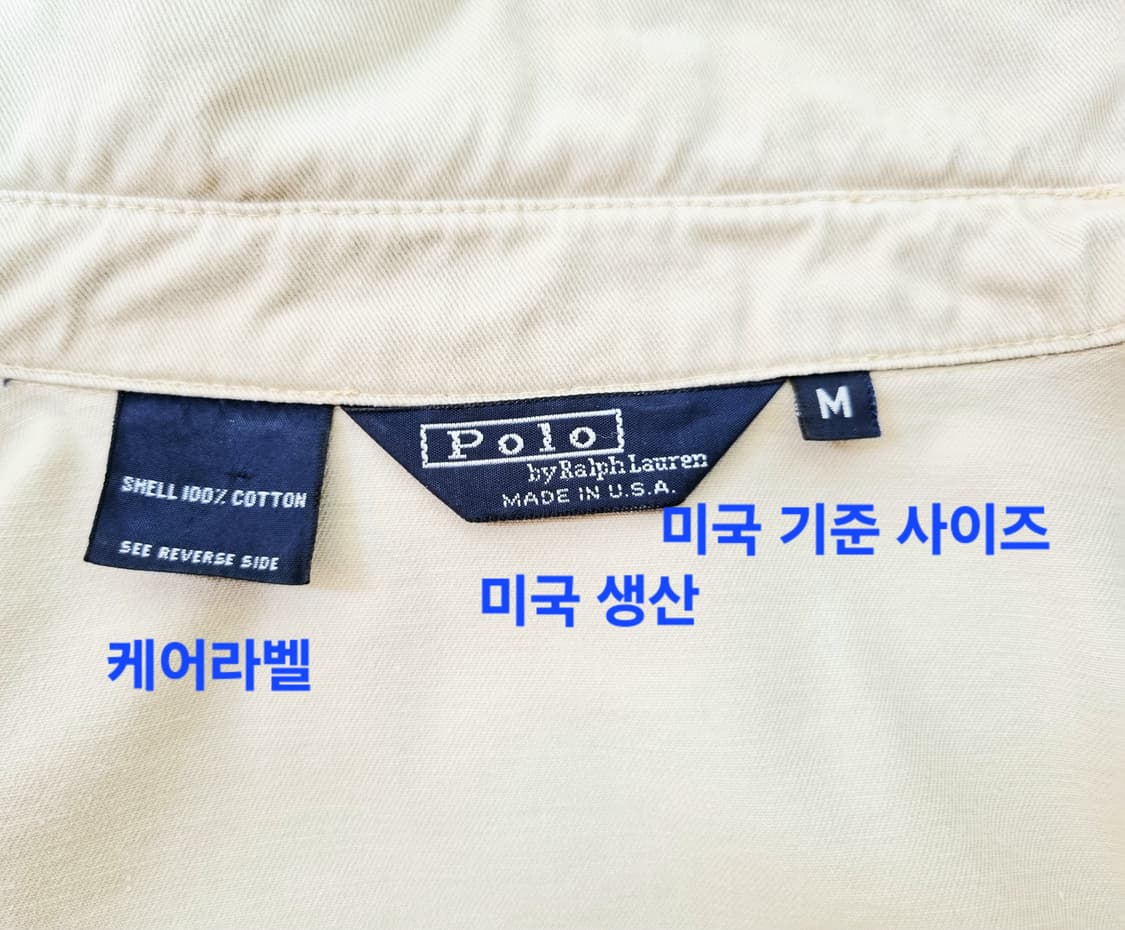 SHELL 100% COTTON
SEE REVERSE SIDE
Polo
by Ralph Lauren
MADE IN U.S.A.
M
미국 기준 사이즈
미국 생산
케어라벨